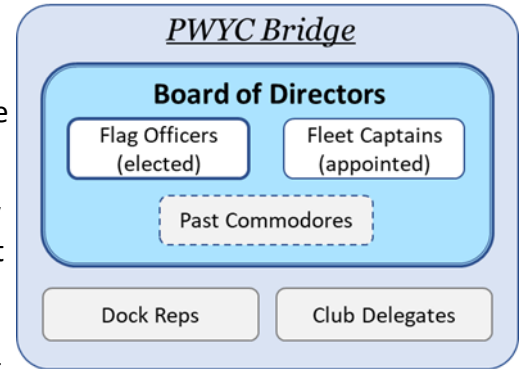 PWYC Bridge
Board of Directors
Flag Officers
(elected)
Fleet Captains
(appointed)
Past Commodores
Dock Reps
Club Delegates